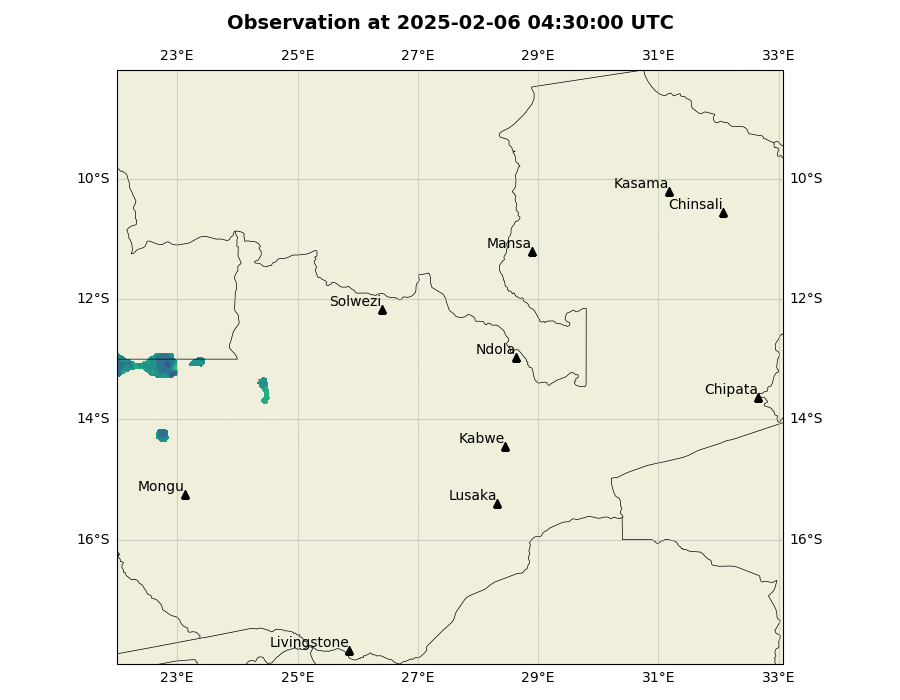 Observation at 2025-02-06 04:30:00 UTC
23°E 25°E 27°E 29°E 31°E 33°E
10°S 10°S
Kasama
Chinsali
Mansa
12°S 12°S
Solwezi
Ndola
Chipata
14°S 14°S
Kabwe
Mongu
Lusaka
16°S 16°S
Livingstone
23°E 25°E 27°E 29°E 31°E 33°E